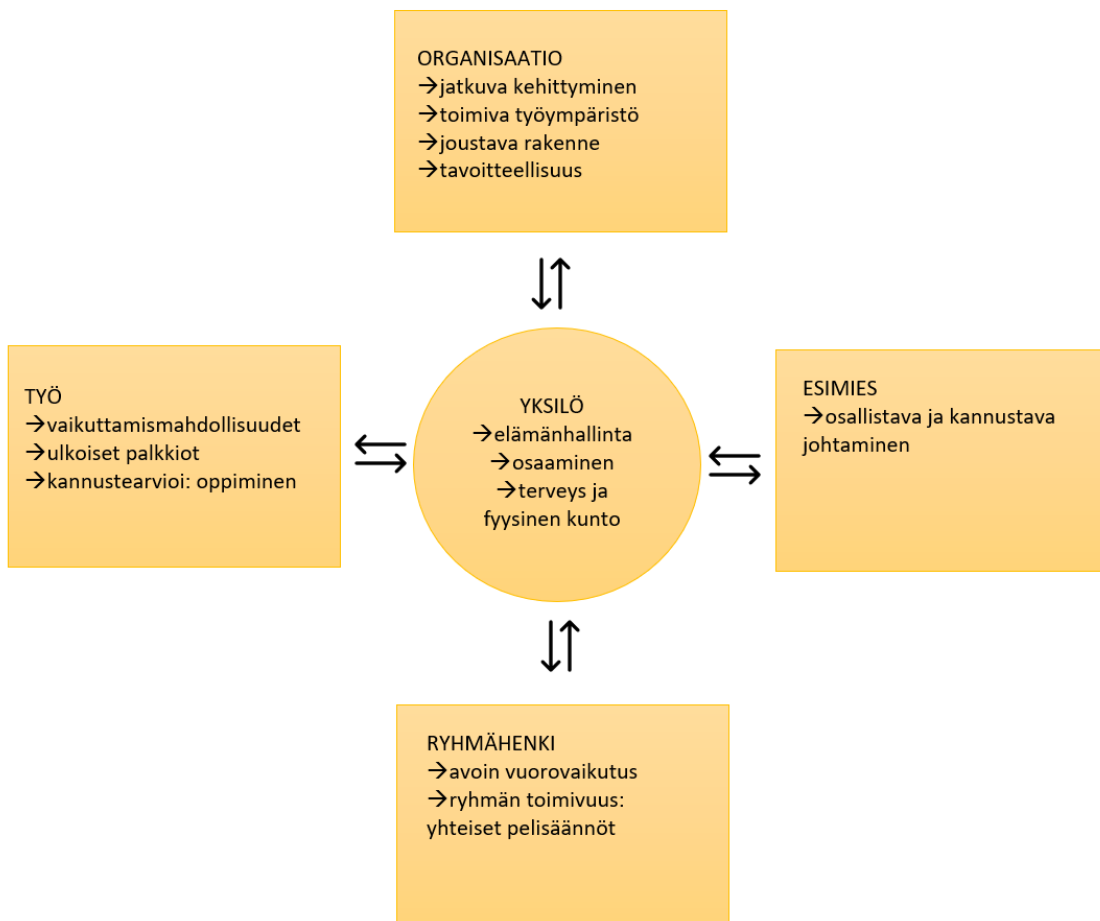 ORGANISAATIO
→jatkuva kehittyminen
→toimiva työympäristö
→joustava rakenne
→tavoitteellisuus
TYÖ
→vaikuttamismahdollisuudet
→ulkoiset palkkiot
→kannustearvioi: oppiminen
YKSILÖ
→elämänhallinta
→osaaminen
→terveys ja
fyysinen kunto
ESIMIES
→osallistava ja kannustava
johtaminen
RYHMÄHENKI
→avoin vuorovaikutus
→ryhmän toimivuus:
yhteiset pelisäännöt